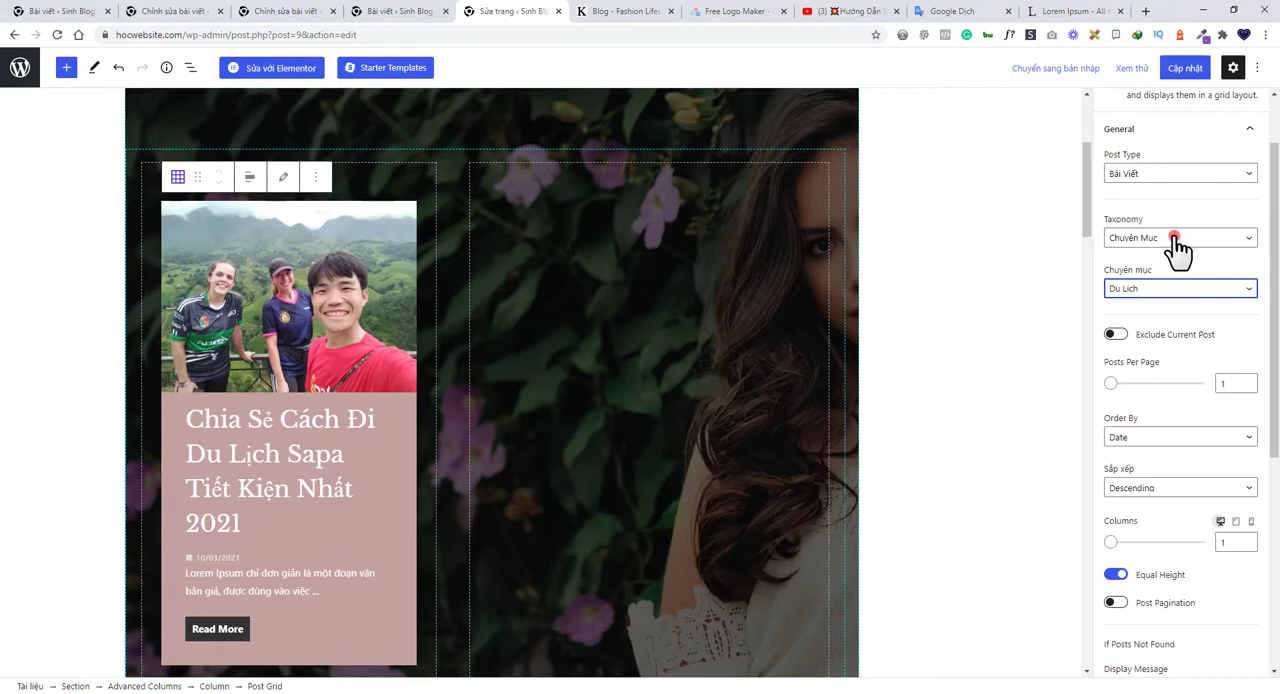 Bài viết ‹ Sinh Blog
Chỉnh sửa bài viết ‹
Chỉnh sửa bài viết ‹
Bài viết ‹ Sinh Blog
Sửa trang ‹ Sinh Blo
Blog - Fashion Lifes
Free Logo Maker -
(3) 💥Hướng Dẫn S
Google Dịch
Lorem Ipsum - All t
hocwebsite.com/wp-admin/post.php?post=9&action=edit
Sửa với Elementor
Starter Templates
Chuyển sang bản nháp
Xem thử
Cập nhật
and displays them in a grid layout.
General
Post Type
Bài Viết
Taxonomy
Chuyên Mục
Chuyên mục
Du Lịch
Exclude Current Post
Posts Per Page
1
Order By
Date
Sắp xếp
Descending
Columns
1
Equal Height
Post Pagination
If Posts Not Found
Display Message
Chia Sẻ Cách Đi
Du Lịch Sapa
Tiết Kiện Nhất
2021
10/03/2021
Lorem Ipsum chỉ đơn giản là một đoạn văn
bản giả, được dùng vào việc ...
Read More
Tài liệu → Section → Advanced Columns → Column → Post Grid